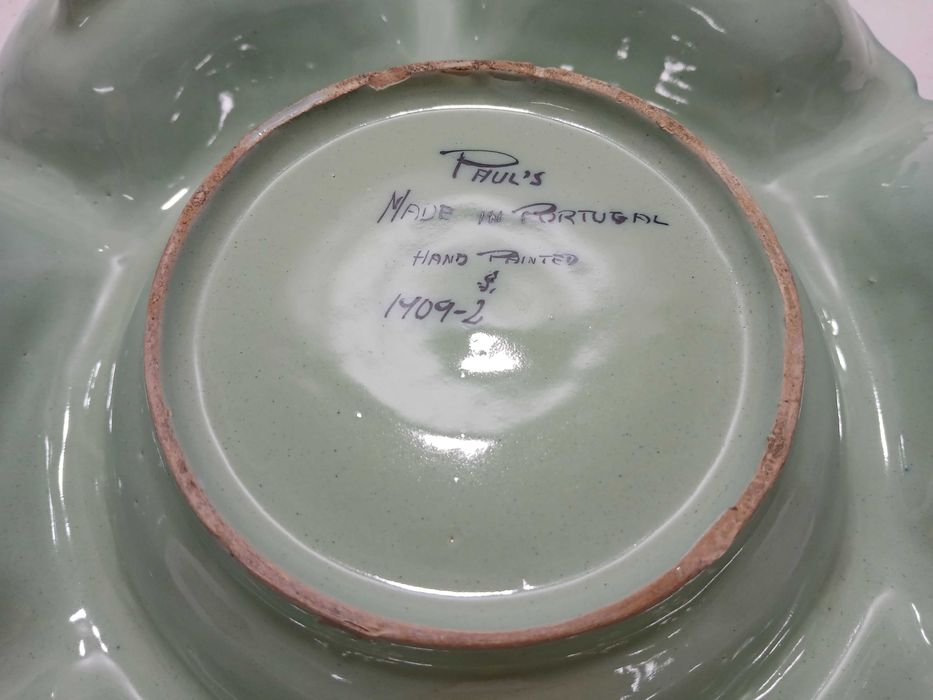 PAUL'S
MADE IN PORTUGAL
HAND PAINTED
1409-2